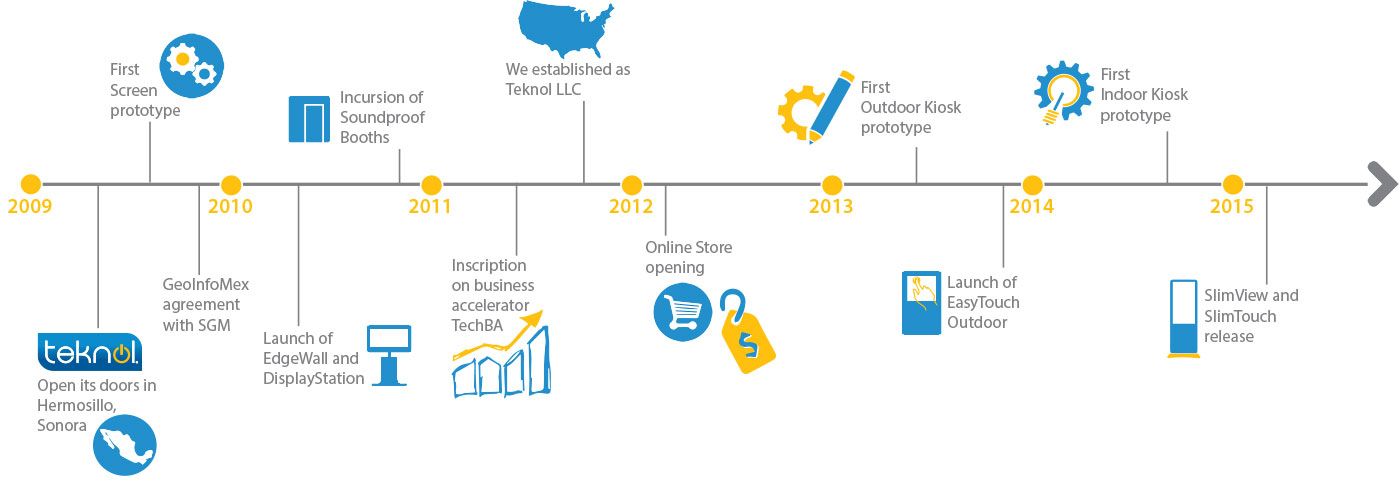 First
Screen
prototype
Incursion of
Soundproof
Booths
We established as
Teknol LLC
First
Outdoor Kiosk
prototype
First
Indoor Kiosk
prototype
2009
2010
2011
2012
2013
2014
2015
teknol.
Open its doors in
Hermosillo,
Sonora
GeoInfoMex
agreement
with SGM
Launch of
EdgeWall and
DisplayStation
Inscription
on business
accelerator
TechBA
Online Store
opening
$
Launch of
EasyTouch
Outdoor
SlimView and
SlimTouch
release